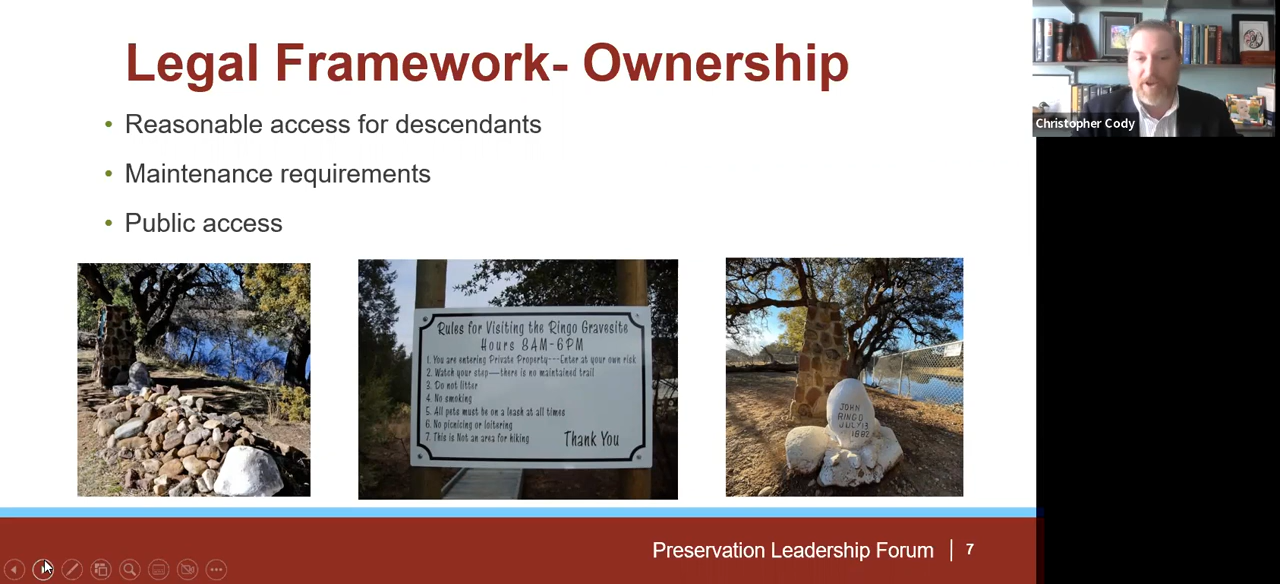 Legal Framework- Ownership
• Reasonable access for descendants
• Maintenance requirements
• Public access
Christopher Cody
Rules for Visiting the Ringo Gravesite
Hours 8AM-6PM
1. You are entering Private Property---Enter at your own risk
2. Watch your step—there is no maintained trail
3. Do not litter
4. No smoking
5. All pets must be on a leash at all times
6. No picnicing or loitering
7. This is Not an area for hiking
Thank You
JOHN
RINGO
JULY 13
1882
Preservation Leadership Forum
7